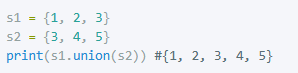 s1 = {1, 2, 3}
s2 = {3, 4, 5}
print(s1.union(s2)) #{1, 2, 3, 4, 5}